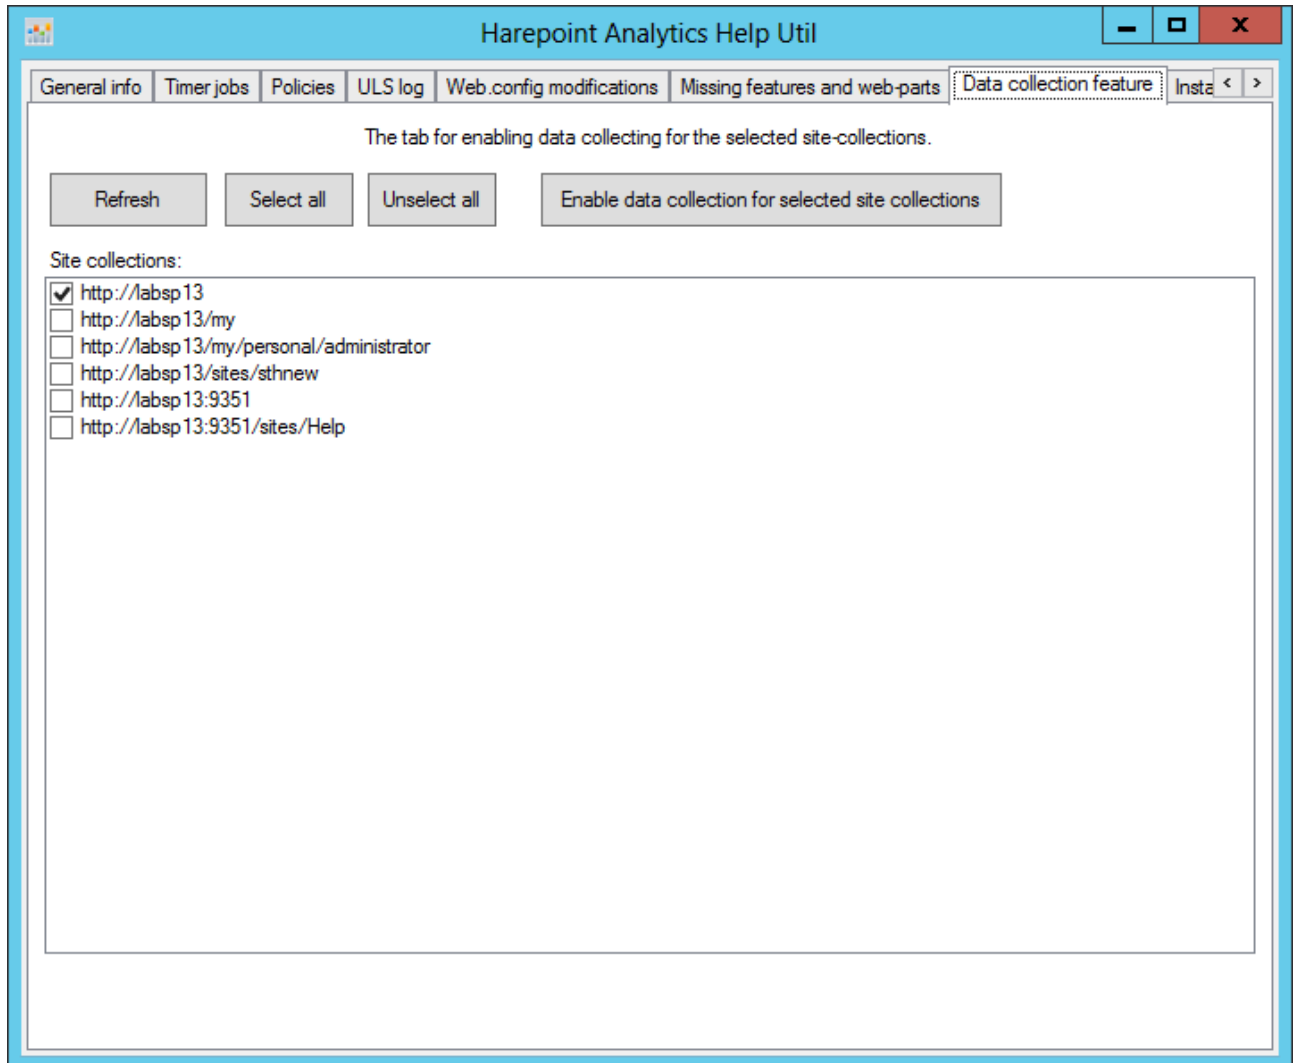 Harepoint Analytics Help Util
General info Timer jobs Policies ULS log Web.config modifications Missing features and web-parts Data collection feature Insta
The tab for enabling data collecting for the selected site-collections.
Refresh Select all Unselect all Enable data collection for selected site collections
Site collections:
http://labsp13
http://labsp13/my
http://labsp13/my/personal/administrator
http://labsp13/sites/sthnew
http://labsp13:9351
http://labsp13:9351/sites/Help